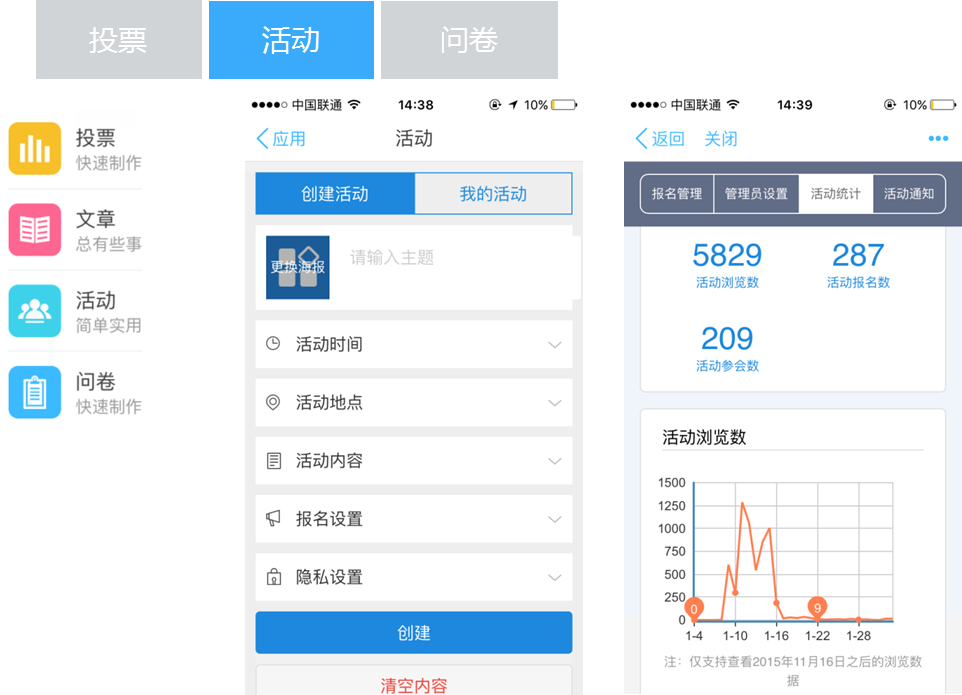 投票
活动
问卷
投票
快速制作
文章
总有些事
活动
简单实用
问卷
快速制作
中国联通 14:38 10%
应用 活动
创建活动 我的活动
更换海报 请输入主题
活动时间
活动地点
活动内容
报名设置
隐私设置
创建
清空内容
中国联通 14:39 10%
返回 关闭
报名管理 管理员设置 活动统计 活动通知
5829 287
活动浏览数 活动报名数
209
活动参会数
活动浏览数
1500
1250
1000
750
500
250
0
0 9
1-4 1-10 1-16 1-22 1-28
注：仅支持查看2015年11月16日之后的浏览数
据